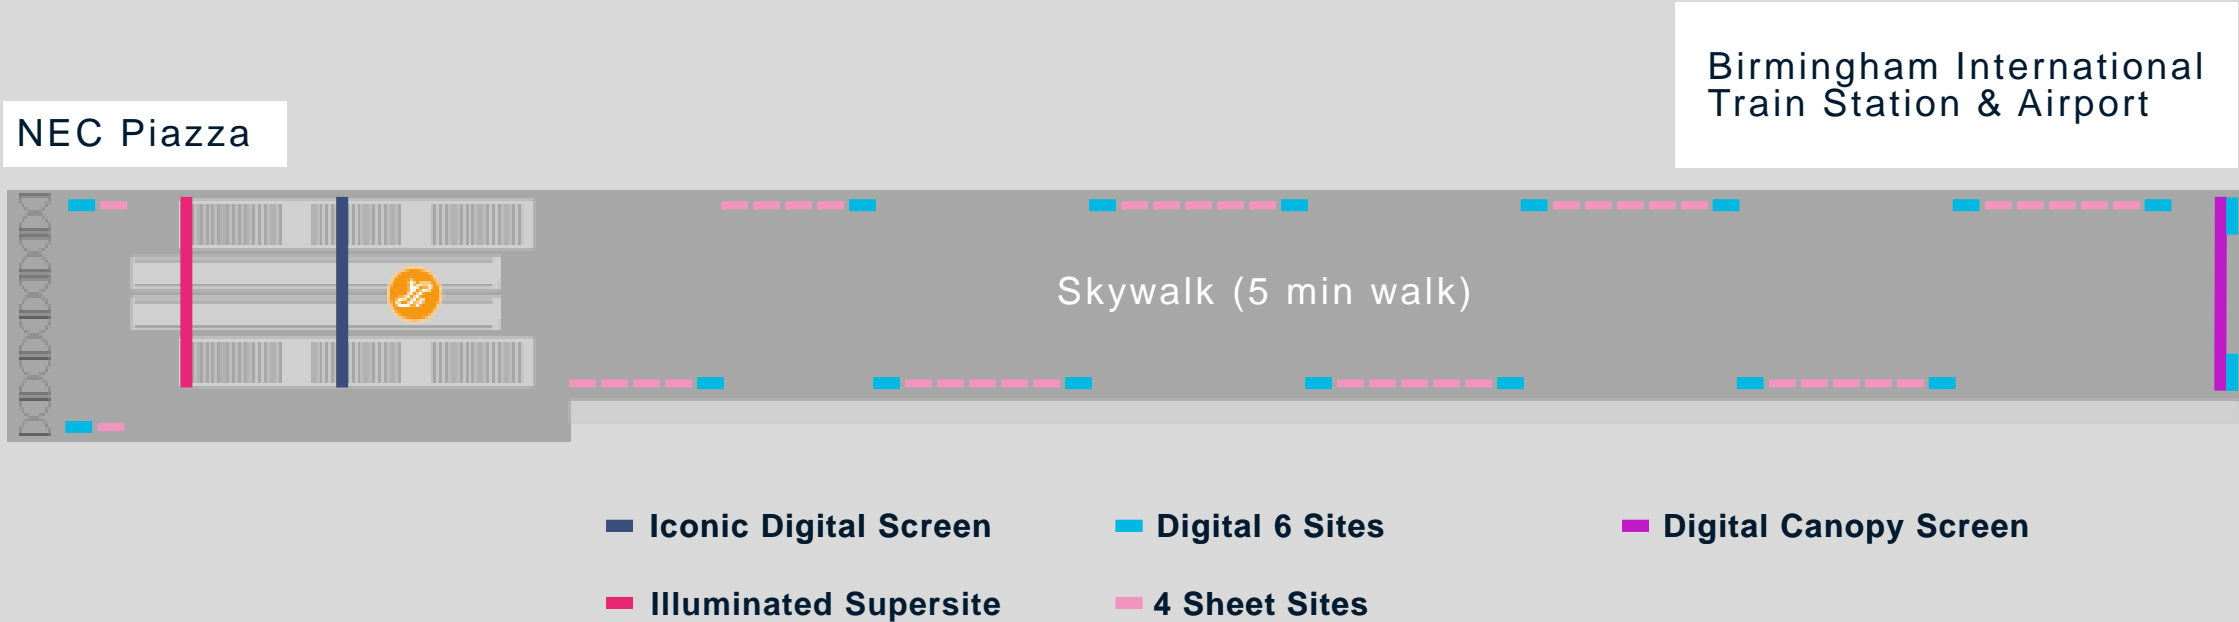 Birmingham International
Train Station & Airport
NEC Piazza
Skywalk (5 min walk)
Iconic Digital Screen
Digital 6 Sites
Digital Canopy Screen
Illuminated Supersite
4 Sheet Sites